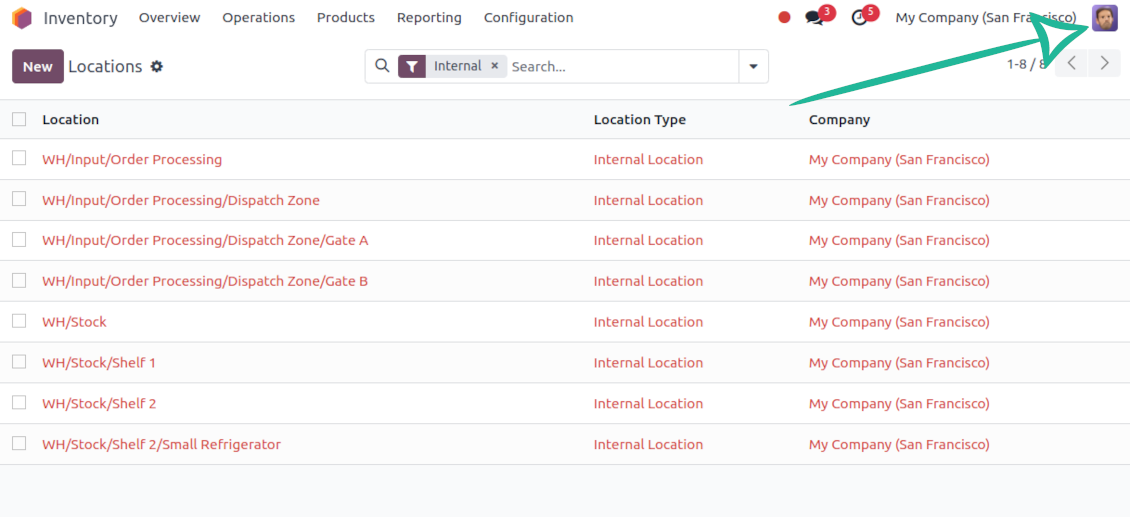 Inventory Overview Operations Products Reporting Configuration 3 5 My Company (San Francisco)
New Locations Internal × Search... 1-8 / 8
Location Location Type Company
WH/Input/Order Processing Internal Location My Company (San Francisco)
WH/Input/Order Processing/Dispatch Zone Internal Location My Company (San Francisco)
WH/Input/Order Processing/Dispatch Zone/Gate A Internal Location My Company (San Francisco)
WH/Input/Order Processing/Dispatch Zone/Gate B Internal Location My Company (San Francisco)
WH/Stock Internal Location My Company (San Francisco)
WH/Stock/Shelf 1 Internal Location My Company (San Francisco)
WH/Stock/Shelf 2 Internal Location My Company (San Francisco)
WH/Stock/Shelf 2/Small Refrigerator Internal Location My Company (San Francisco)